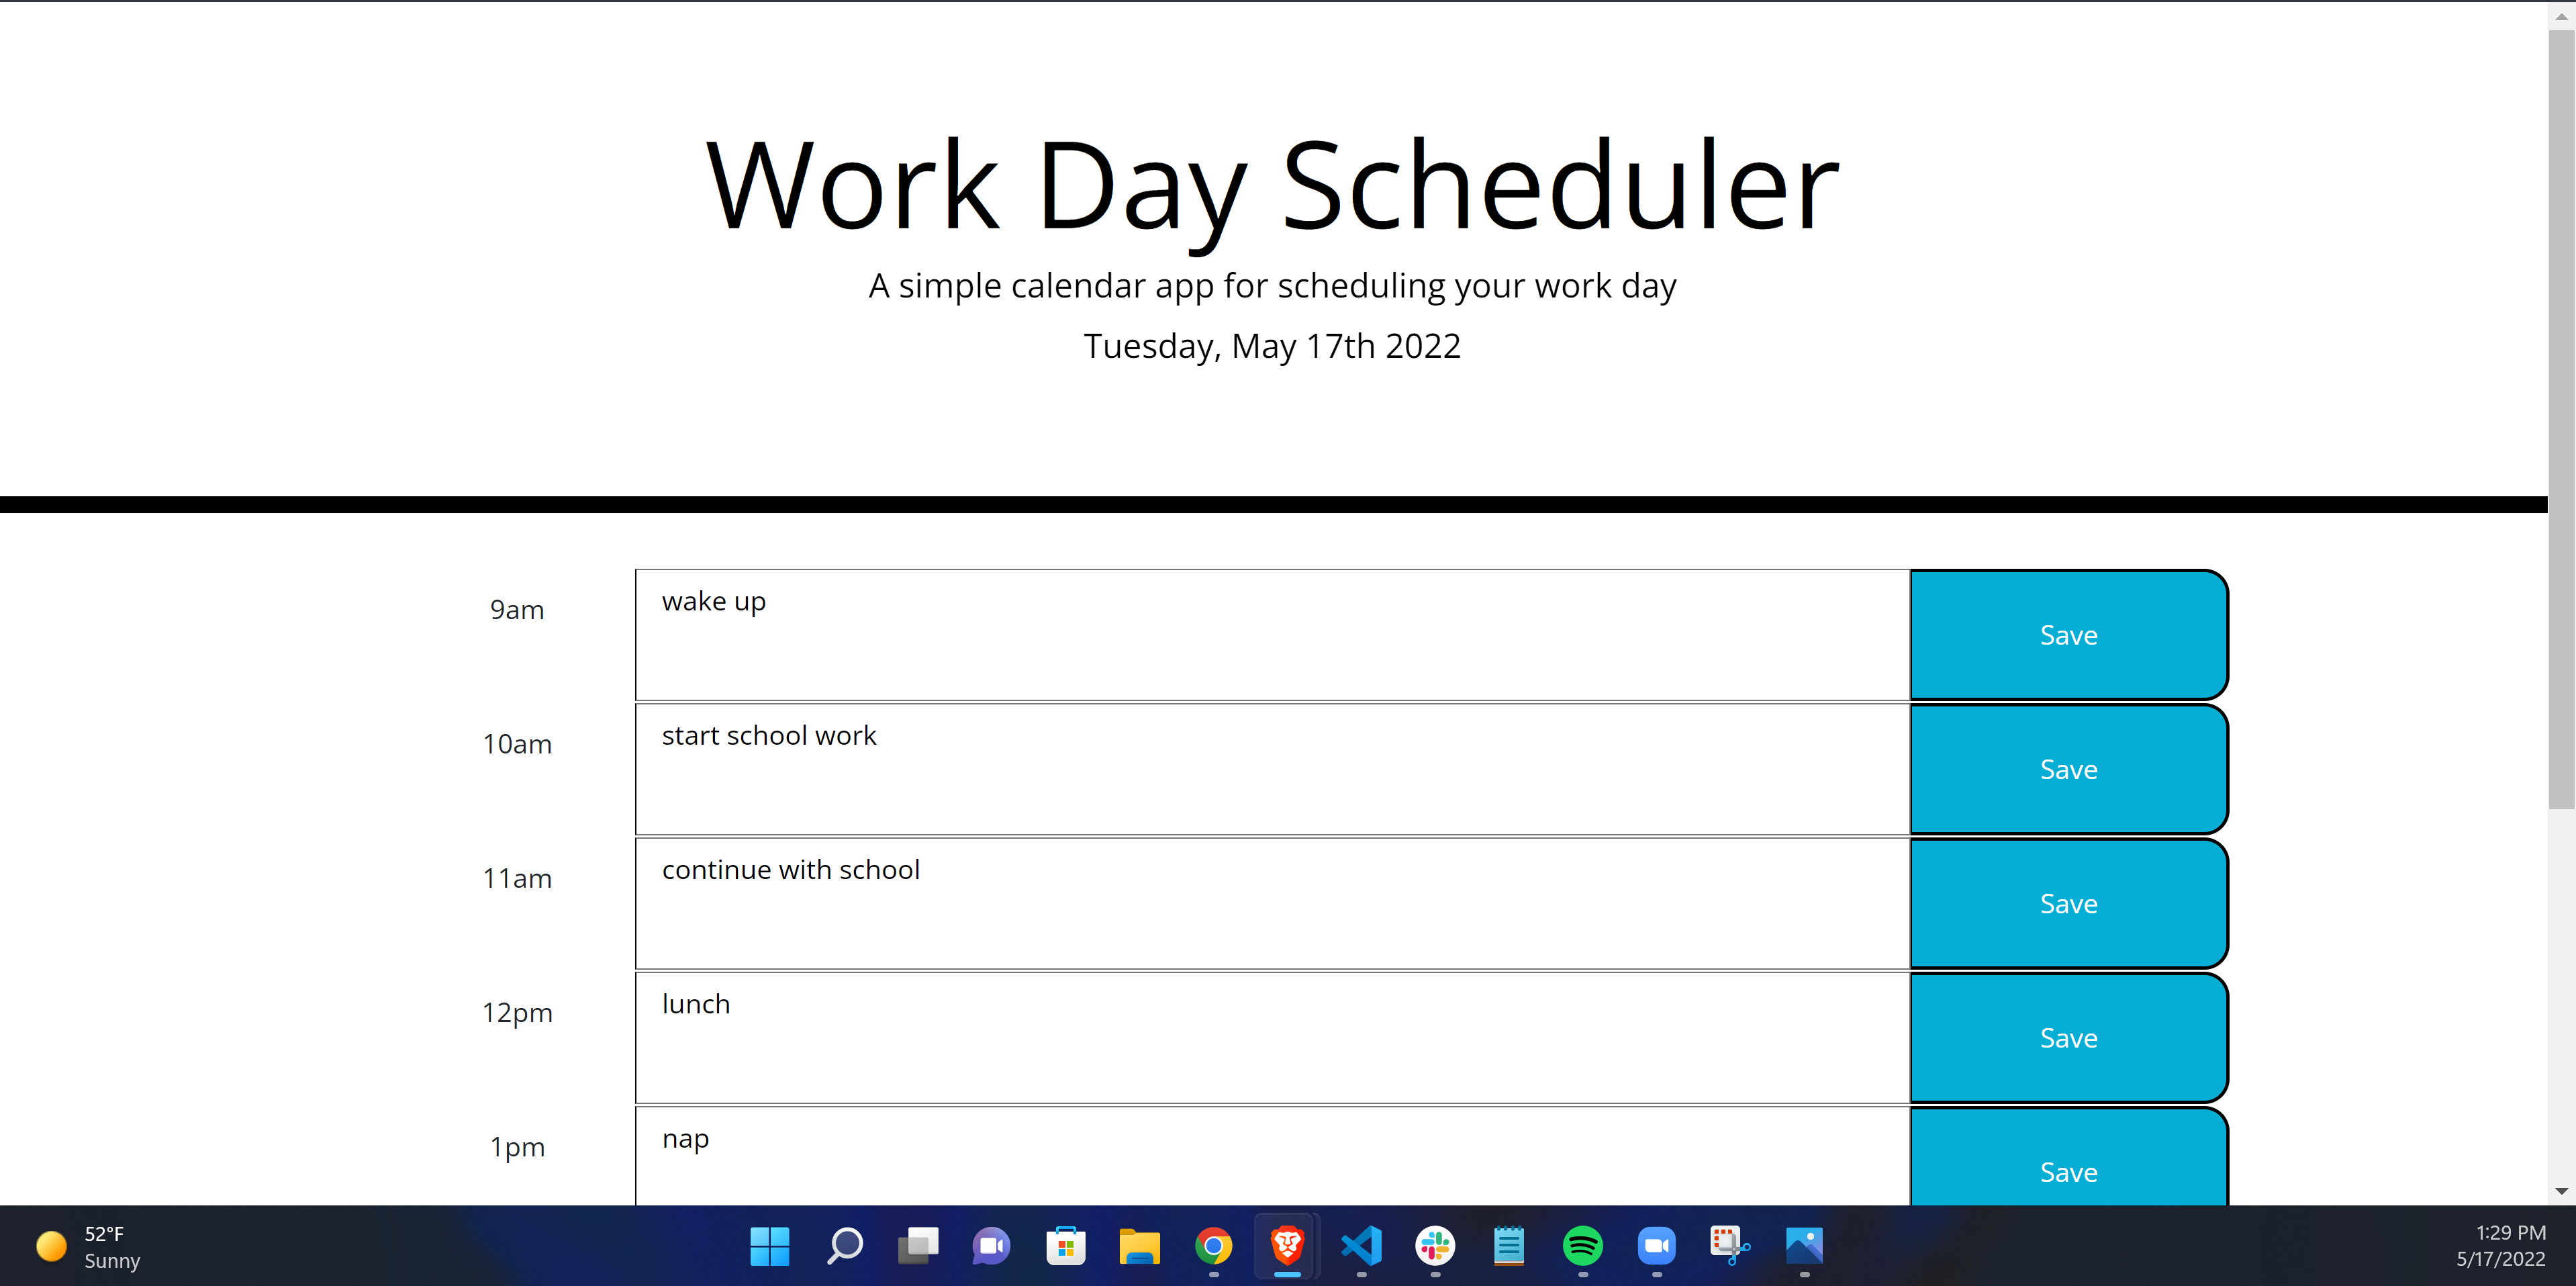 Work Day Scheduler
A simple calendar app for scheduling your work day
Tuesday, May 17th 2022
9am wake up Save
10am start school work Save
11am continue with school Save
12pm lunch Save
1pm nap Save
52°F
Sunny
1:29 PM
5/17/2022